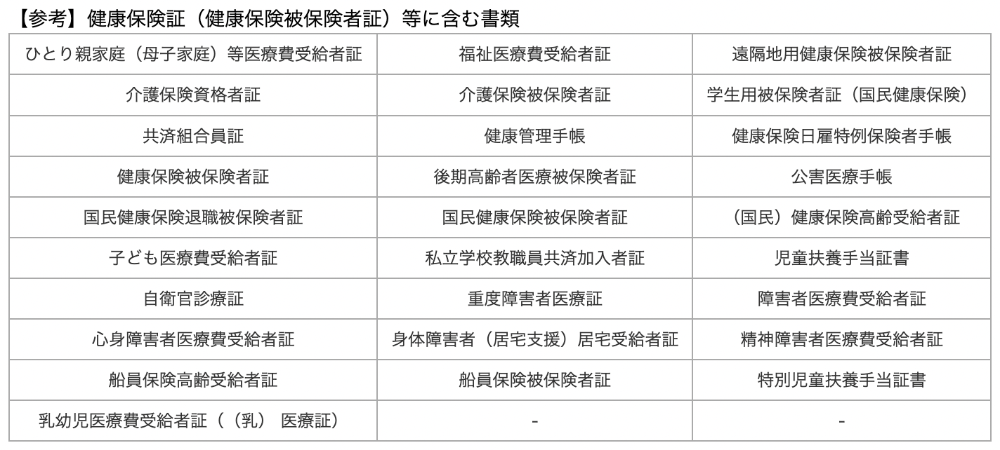 【参考】健康保険証（健康保険被保険者証）等に含む書類
ひとり親家庭（母子家庭）等医療費受給者証 福祉医療費受給者証 遠隔地用健康保険被保険者証
介護保険資格者証 介護保険被保険者証 学生用被保険者証（国民健康保険）
共済組合員証 健康管理手帳 健康保険日雇特例保険者手帳
健康保険被保険者証 後期高齢者医療被保険者証 公害医療手帳
国民健康保険退職被保険者証 国民健康保険被保険者証 （国民）健康保険高齢受給者証
子ども医療費受給者証 私立学校教職員共済加入者証 児童扶養手当証書
自衛官診療証 重度障害者医療証 障害者医療費受給者証
心身障害者医療費受給者証 身体障害者（居宅支援）居宅受給者証 精神障害者医療費受給者証
船員保険高齢受給者証 船員保険被保険者証 特別児童扶養手当証書
乳幼児医療費受給者証（（乳） 医療証） - -